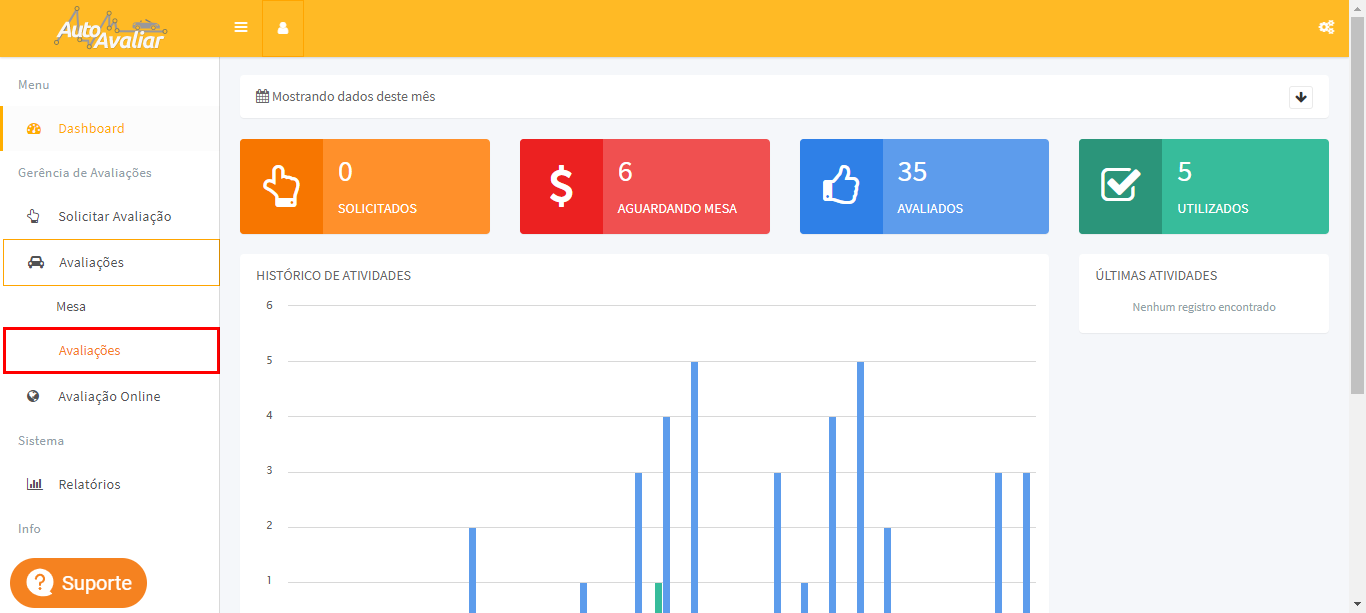 Auto
Avaliar
Menu
Dashboard
Gerência de Avaliações
Solicitar Avaliação
Avaliações
Mesa
Avaliações
Avaliação Online
Sistema
Relatórios
Info
Suporte
Mostrando dados deste mês
0
SOLICITADOS
6
AGUARDANDO MESA
35
AVALIADOS
5
UTILIZADOS
HISTÓRICO DE ATIVIDADES
6
5
4
3
2
1
ÚLTIMAS ATIVIDADES
Nenhum registro encontrado